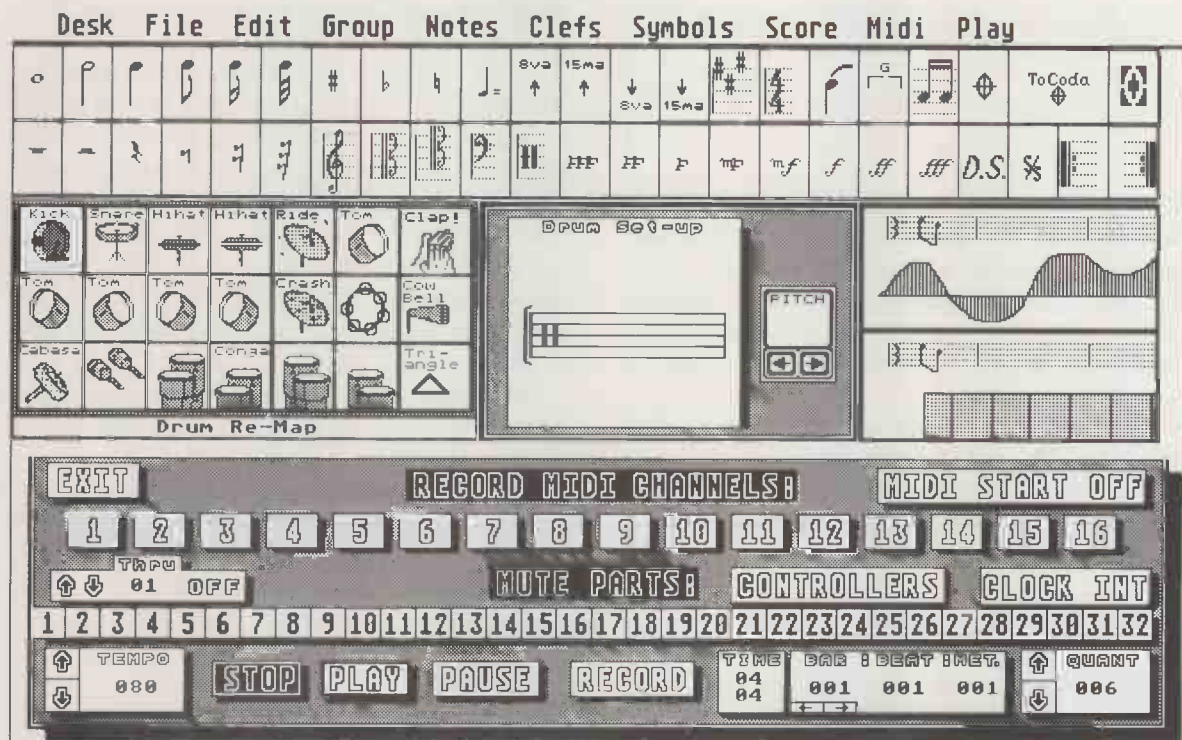 Desk File Edit Group Notes Clefs Symbols Score Midi Play
8va 15ma G ToCoda
8va 15ma
ppp pp p mp mf f ff fff D.S.
Kick Snare Hihat Hihat Ride Tom Clap!
Tom Tom Tom Tom Crash Cow Bell
Cabasa Conga Tri-angle
Drum Re-Map
Drum Set-up
PITCH
EXIT RECORD MIDI CHANNELS: MIDI START OFF
1 2 3 4 5 6 7 8 9 10 11 12 13 14 15 16
Thru
01 OFF MUTE PARTS: CONTROLLERS CLOCK INT
1 2 3 4 5 6 7 8 9 10 11 12 13 14 15 16 17 18 19 20 21 22 23 24 25 26 27 28 29 30 31 32
TEMPO TIME BAR :BEAT :MET. QUANT
080 STOP PLAY PAUSE RECORD 04 04 001 001 001 006